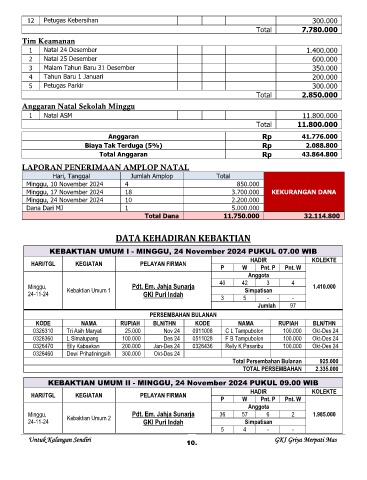 12 Petugas Kebersihan 300.000
Total 7.780.000
Tim Keamanan
1 Natal 24 Desember 1.400.000
2 Natal 25 Desember 600.000
3 Malam Tahun Baru 31 Desember 350.000
4 Tahun Baru 1 Januari 200.000
5 Petugas Parkir 300.000
Total 2.850.000
Anggaran Natal Sekolah Minggu
1 Natal ASM 11.800.000
Total 11.800.000
Anggaran Rp 41.776.000
Biaya Tak Terduga (5%) Rp 2.088.800
Total Anggaran Rp 43.864.800
LAPORAN PENERIMAAN AMPLOP NATAL
Hari, Tanggal Jumlah Amplop Total
Minggu, 10 November 2024 4 850.000
Minggu, 17 November 2024 18 3.700.000 KEKURANGAN DANA
Minggu, 24 November 2024 10 2.200.000
Dana Dari MJ 1 5.000.000
Total Dana 11.750.000 32.114.800
DATA KEHADIRAN KEBAKTIAN
KEBAKTIAN UMUM I - MINGGU, 24 November 2024 PUKUL 07.00 WIB
HARI/TGL KEGIATAN PELAYAN FIRMAN HADIR KOLEKTE
P W Pnt. P Pnt. W
Minggu, 24-11-24 Kebaktian Umum 1 Pdt. Em. Jahja Sunarja GKI Puri Indah Anggota 1.410.000
40 42 3 4
Simpatisan
3 5 - -
Jumlah 97
PERSEMBAHAN BULANAN
KODE NAMA RUPIAH BLN/THN KODE NAMA RUPIAH BLN/THN
0326310 Tri Asih Maryati 25.000 Nov 24 0911008 C L Tampubolon 100.000 Okt-Des 24
0326360 L Simatupang 100.000 Des 24 0511028 F B Tampubolon 100.000 Okt-Des 24
0326470 Elly Kaibaskan 200.000 Jan-Des 24 0326436 Relly K Pasaribu 100.000 Okt-Des 24
0326460 Dewi Prihatiningsih 300.000 Okt-Des 24
Total Persembahan Bulanan 925.000
TOTAL PERSEMBAHAN 2.335.000
KEBAKTIAN UMUM II - MINGGU, 24 November 2024 PUKUL 09.00 WIB
HARI/TGL KEGIATAN PELAYAN FIRMAN HADIR KOLEKTE
P W Pnt. P Pnt. W
Minggu, 24-11-24 Kebaktian Umum 2 Pdt. Em. Jahja Sunarja GKI Puri Indah Anggota 1.985.000
36 57 6 2
Simpatisan
5 4 - -
Untuk Kalangan Sendiri 10. GKI Griya Merpati Mas